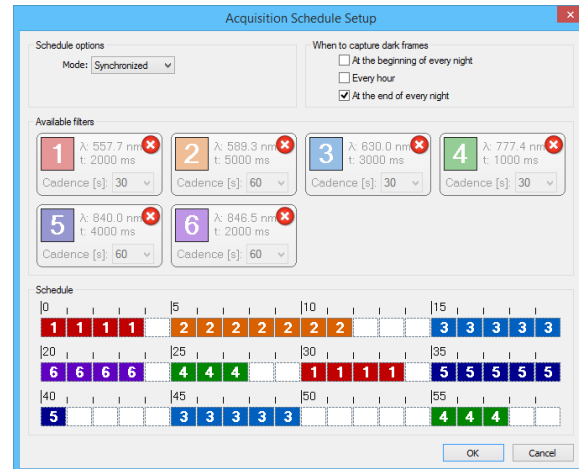 Acquisition Schedule Setup
Schedule options
Mode: Synchronized
When to capture dark frames
At the beginning of every night
Every hour
At the end of every night
Available filters
1 λ: 557.7 nm t: 2000 ms Cadence [s]: 30
2 λ: 589.3 nm t: 5000 ms Cadence [s]: 60
3 λ: 630.0 nm t: 3000 ms Cadence [s]: 30
4 λ: 777.4 nm t: 1000 ms Cadence [s]: 30
5 λ: 840.0 nm t: 4000 ms Cadence [s]: 60
6 λ: 846.5 nm t: 2000 ms Cadence [s]: 60
Schedule
0 5 10 15
1 1 1 1 2 2 2 2 2 2 2 3 3 3 3 3
20 25 30 35
6 6 6 6 4 4 4 1 1 1 1 5 5 5 5 5
40 45 50 55
5 3 3 3 3 3 4 4 4
OK Cancel